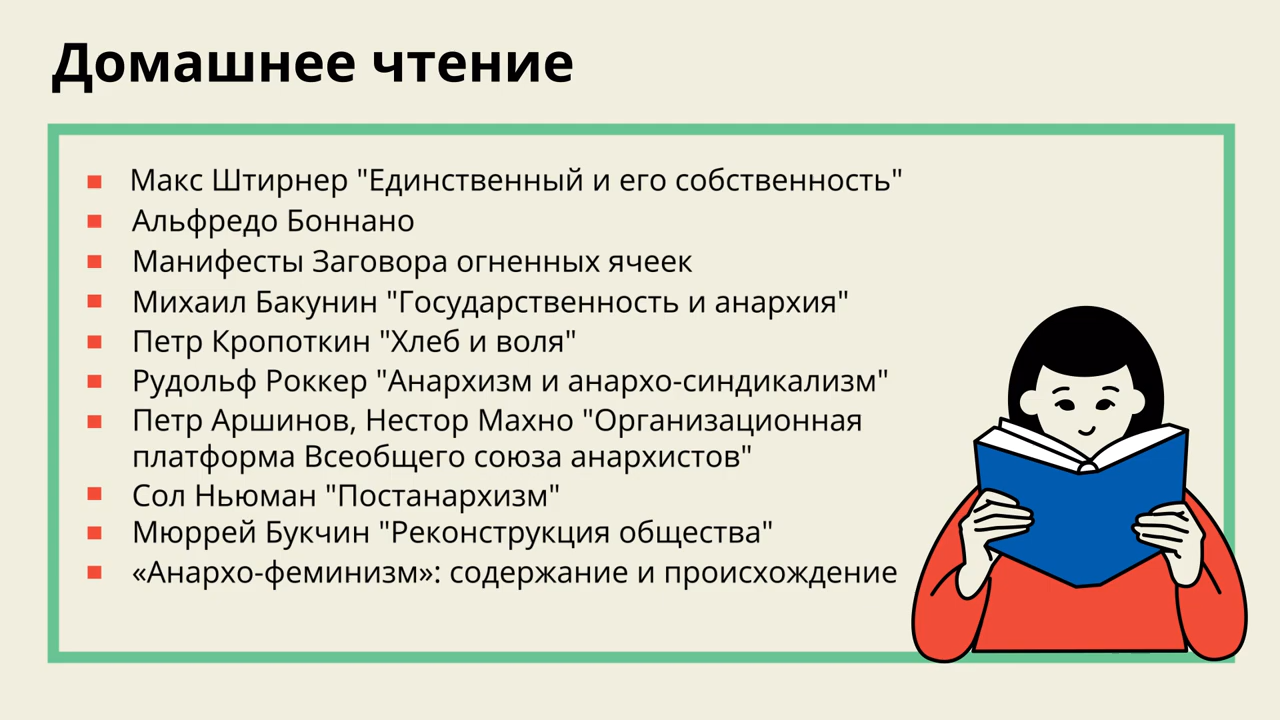 Домашнее чтение
Макс Штирнер "Единственный и его собственность"
Альфредо Боннано
Манифесты Заговора огненных ячеек
Михаил Бакунин "Государственность и анархия"
Петр Кропоткин "Хлеб и воля"
Рудольф Роккер "Анархизм и анархо-синдикализм"
Петр Аршинов, Нестор Махно "Организационная
платформа Всеобщего союза анархистов"
Сол Ньюман "Постанархизм"
Мюррей Букчин "Реконструкция общества"
«Анархо-феминизм»: содержание и происхождение